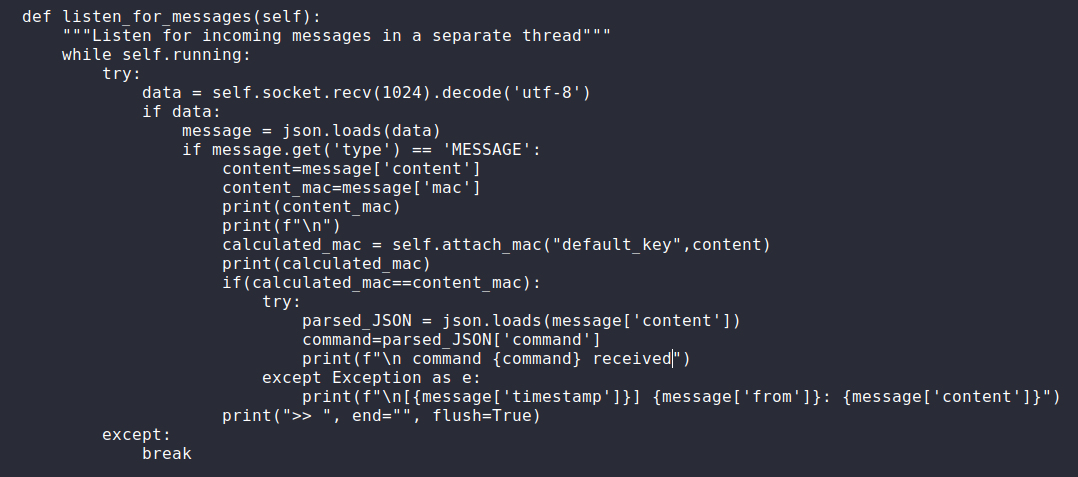 def listen_for_messages(self):
    """Listen for incoming messages in a separate thread"""
    while self.running:
        try:
            data = self.socket.recv(1024).decode('utf-8')
            if data:
                message = json.loads(data)
                if message.get('type') == 'MESSAGE':
                    content=message['content']
                    content_mac=message['mac']
                    print(content_mac)
                    print(f"\n")
                    calculated_mac = self.attach_mac("default_key",content)
                    print(calculated_mac)
                    if(calculated_mac==content_mac):
                        try:
                            parsed_JSON = json.loads(message['content'])
                            command=parsed_JSON['command']
                            print(f"\n command {command} received")
                        except Exception as e:
                            print(f"\n[{message['timestamp']}] {message['from']}: {message['content']}")
                    print(">> ", end="", flush=True)
        except:
            break